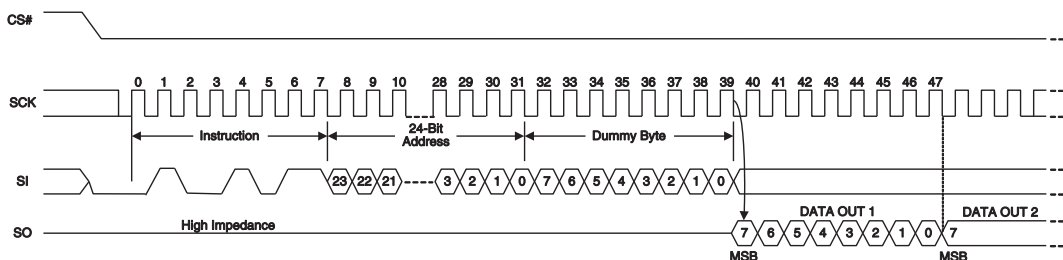 CS#
0 1 2 3 4 5 6 7 8 9 10 28 29 30 31 32 33 34 35 36 37 38 39 40 41 42 43 44 45 46 47
SCK
Instruction
24-Bit
Address
Dummy Byte
SI
23 22 21 3 2 1 0 7 6 5 4 3 2 1 0
High Impedance
DATA OUT 1
DATA OUT 2
SO
7 6 5 4 3 2 1 0 7
MSB
MSB